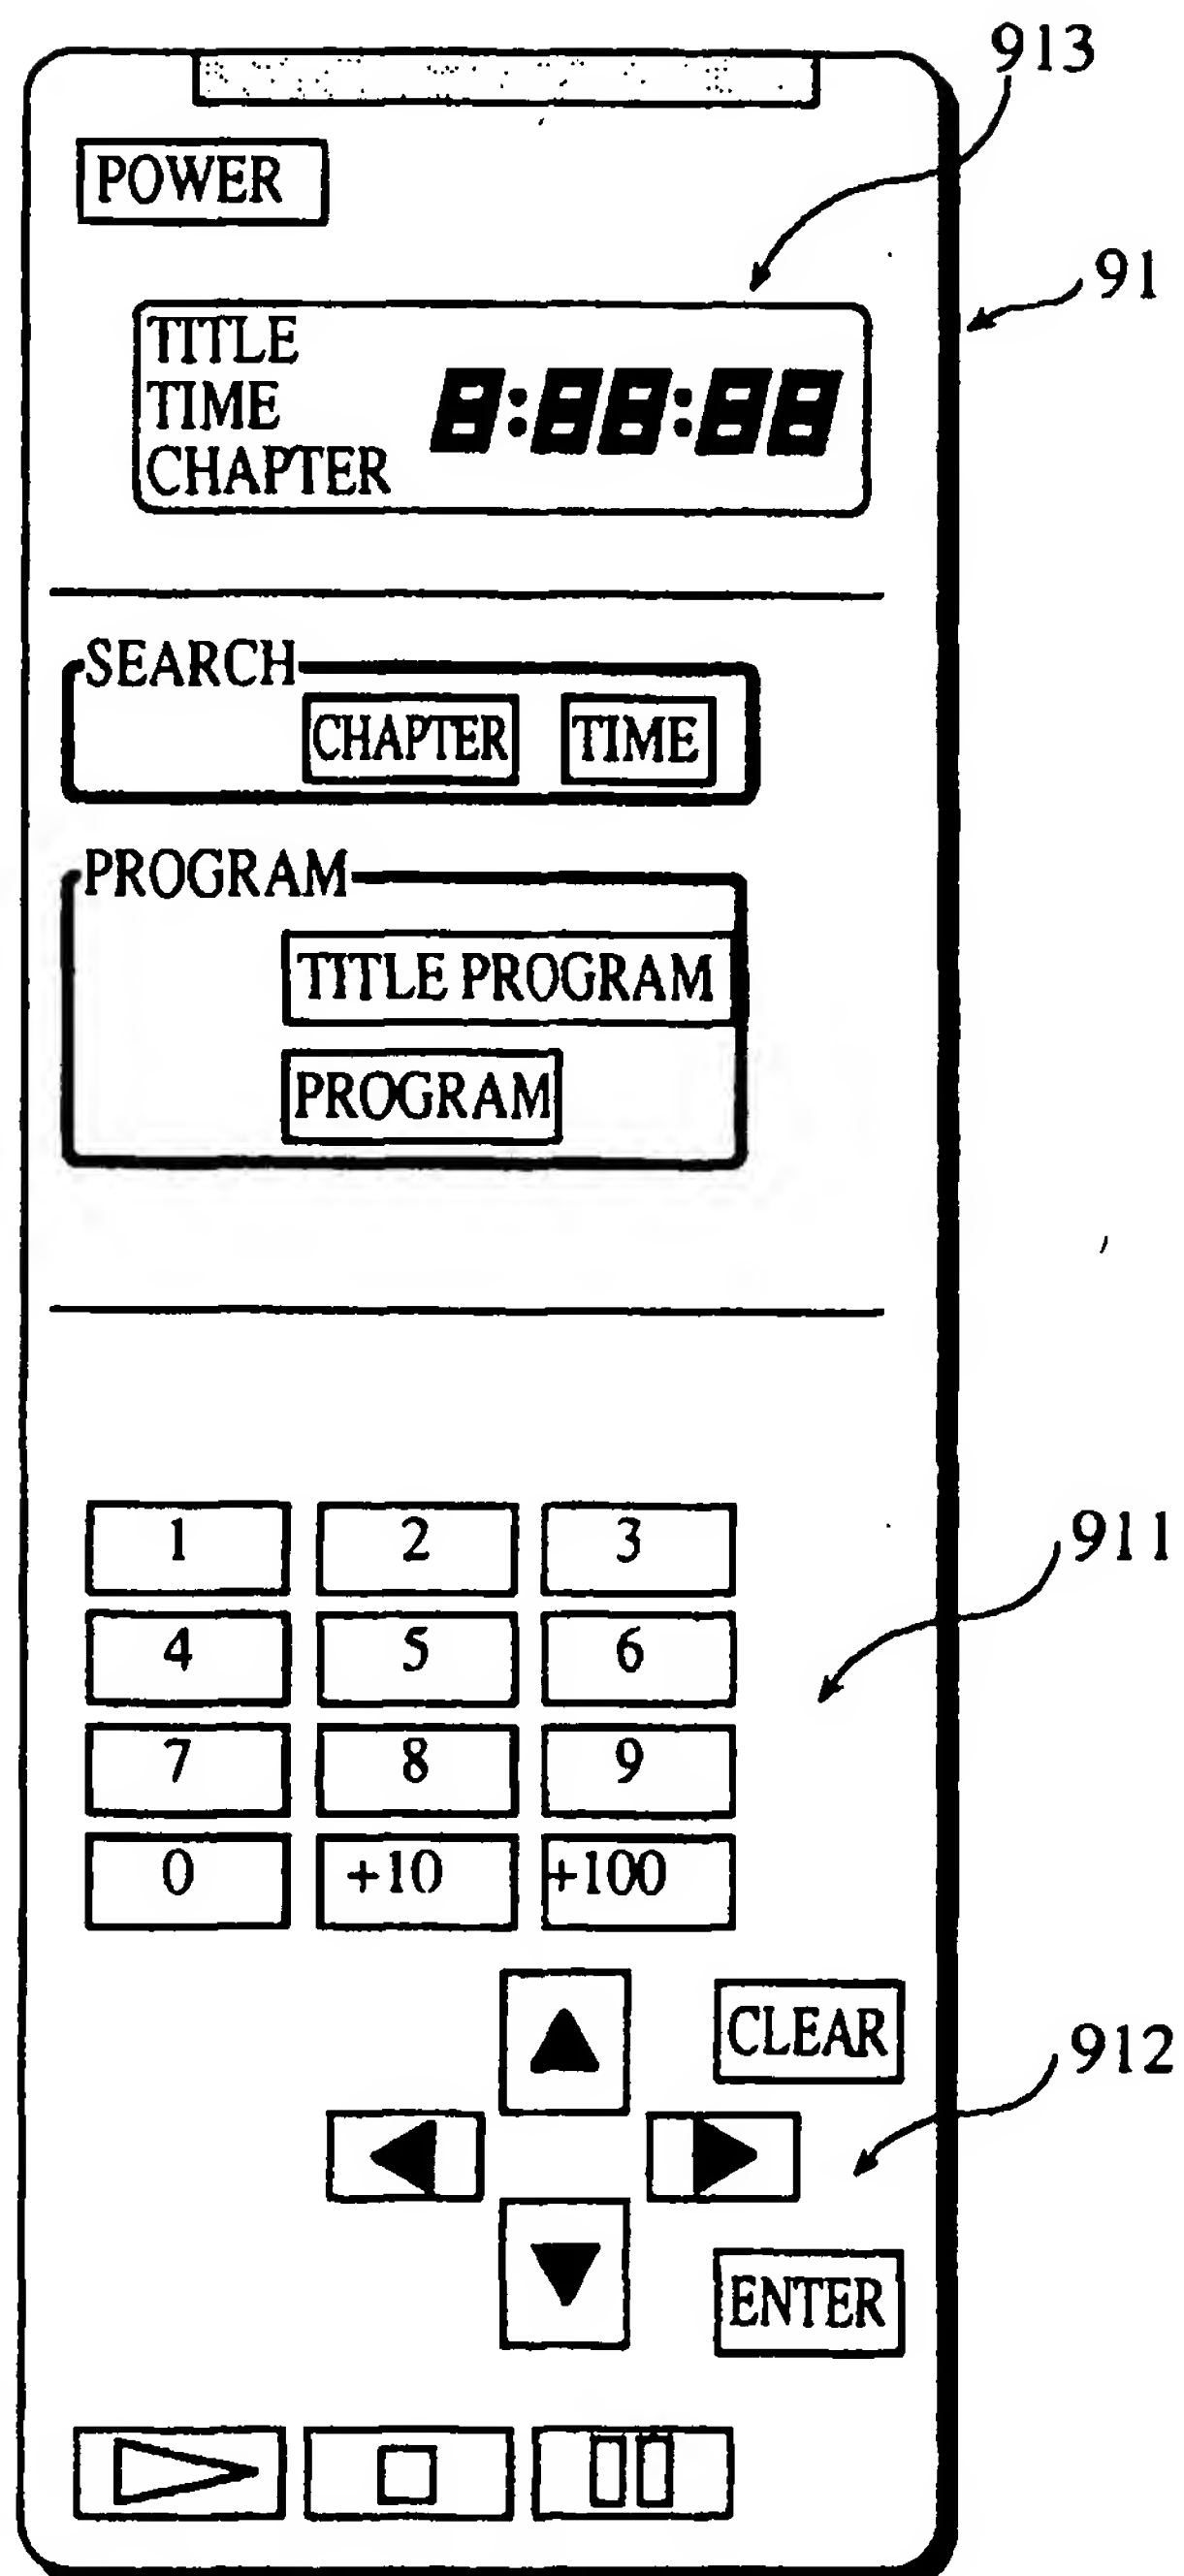 913
POWER
91
TITLE
TIME 8:88:88
CHAPTER
SEARCH
CHAPTER TIME
PROGRAM
TITLE PROGRAM
PROGRAM
1 2 3
911
4 5 6
7 8 9
0 +10 +100
CLEAR
912
ENTER